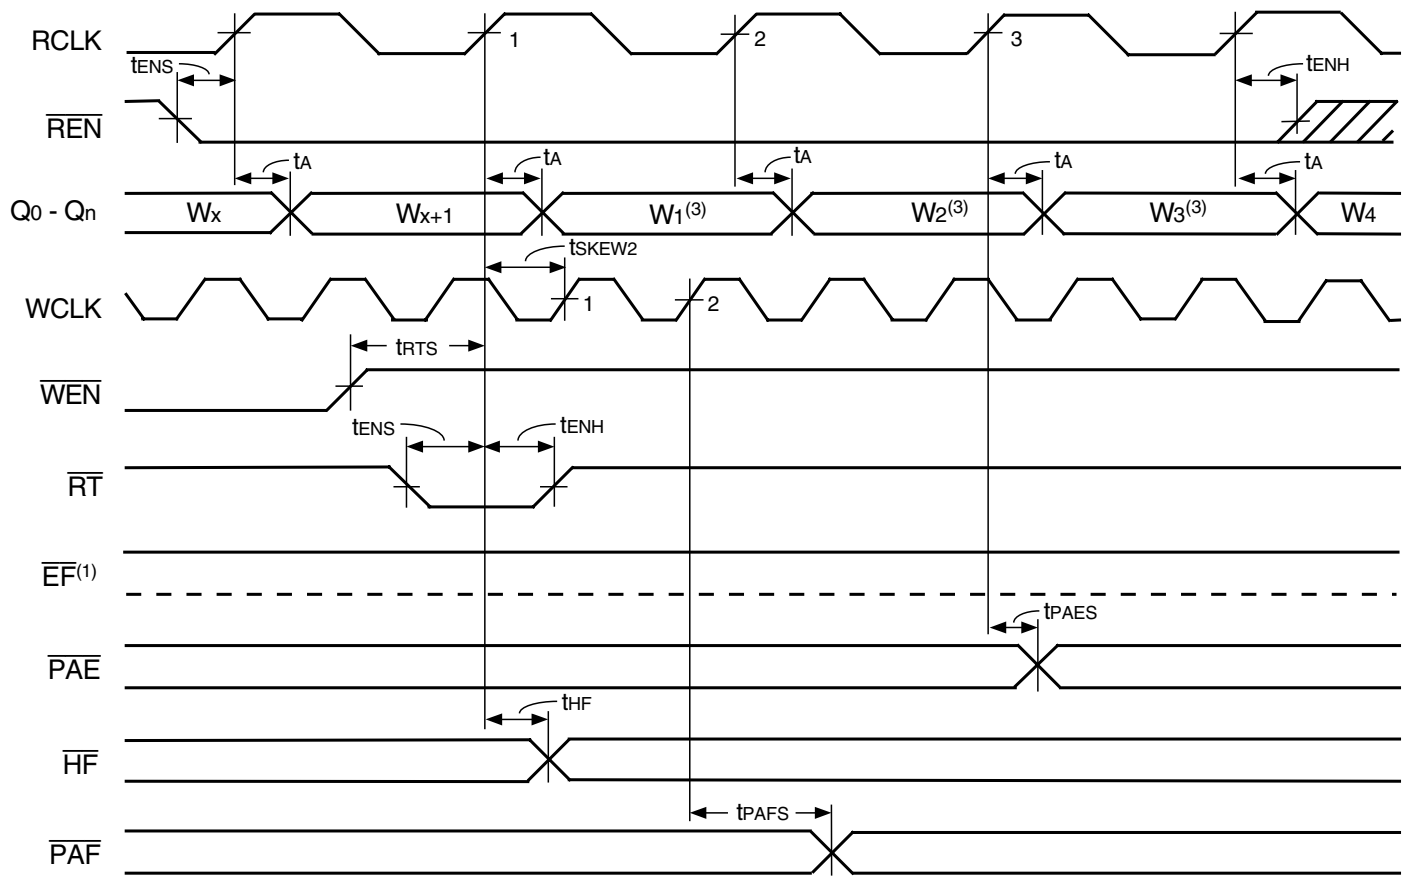 RCLK 1 2 3
tENS tENH
REN
tA tA tA tA tA
Q0 - Qn Wx Wx+1 W1(3) W2(3) W3(3) W4
tSKEW2
WCLK 1 2
tRTS
WEN
tENS tENH
RT
EF(1)
tPAES
PAE
tHF
HF
tPAFS
PAF